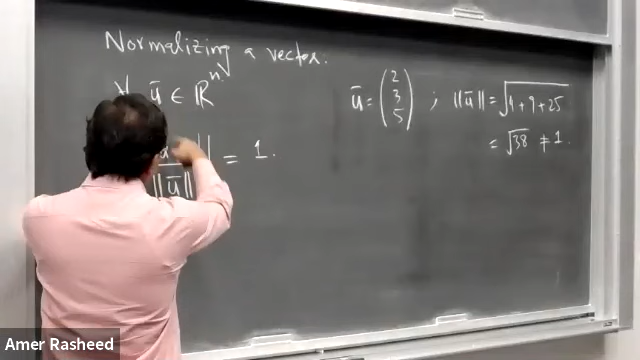 Normalizing a vector.
∀ ū ∈ ℝⁿ
ū / ||ū|| || = 1.
ū = (2 3 5) ; ||ū|| = √4 + 9 + 25
= √38 ≠ 1.
Amer Rasheed